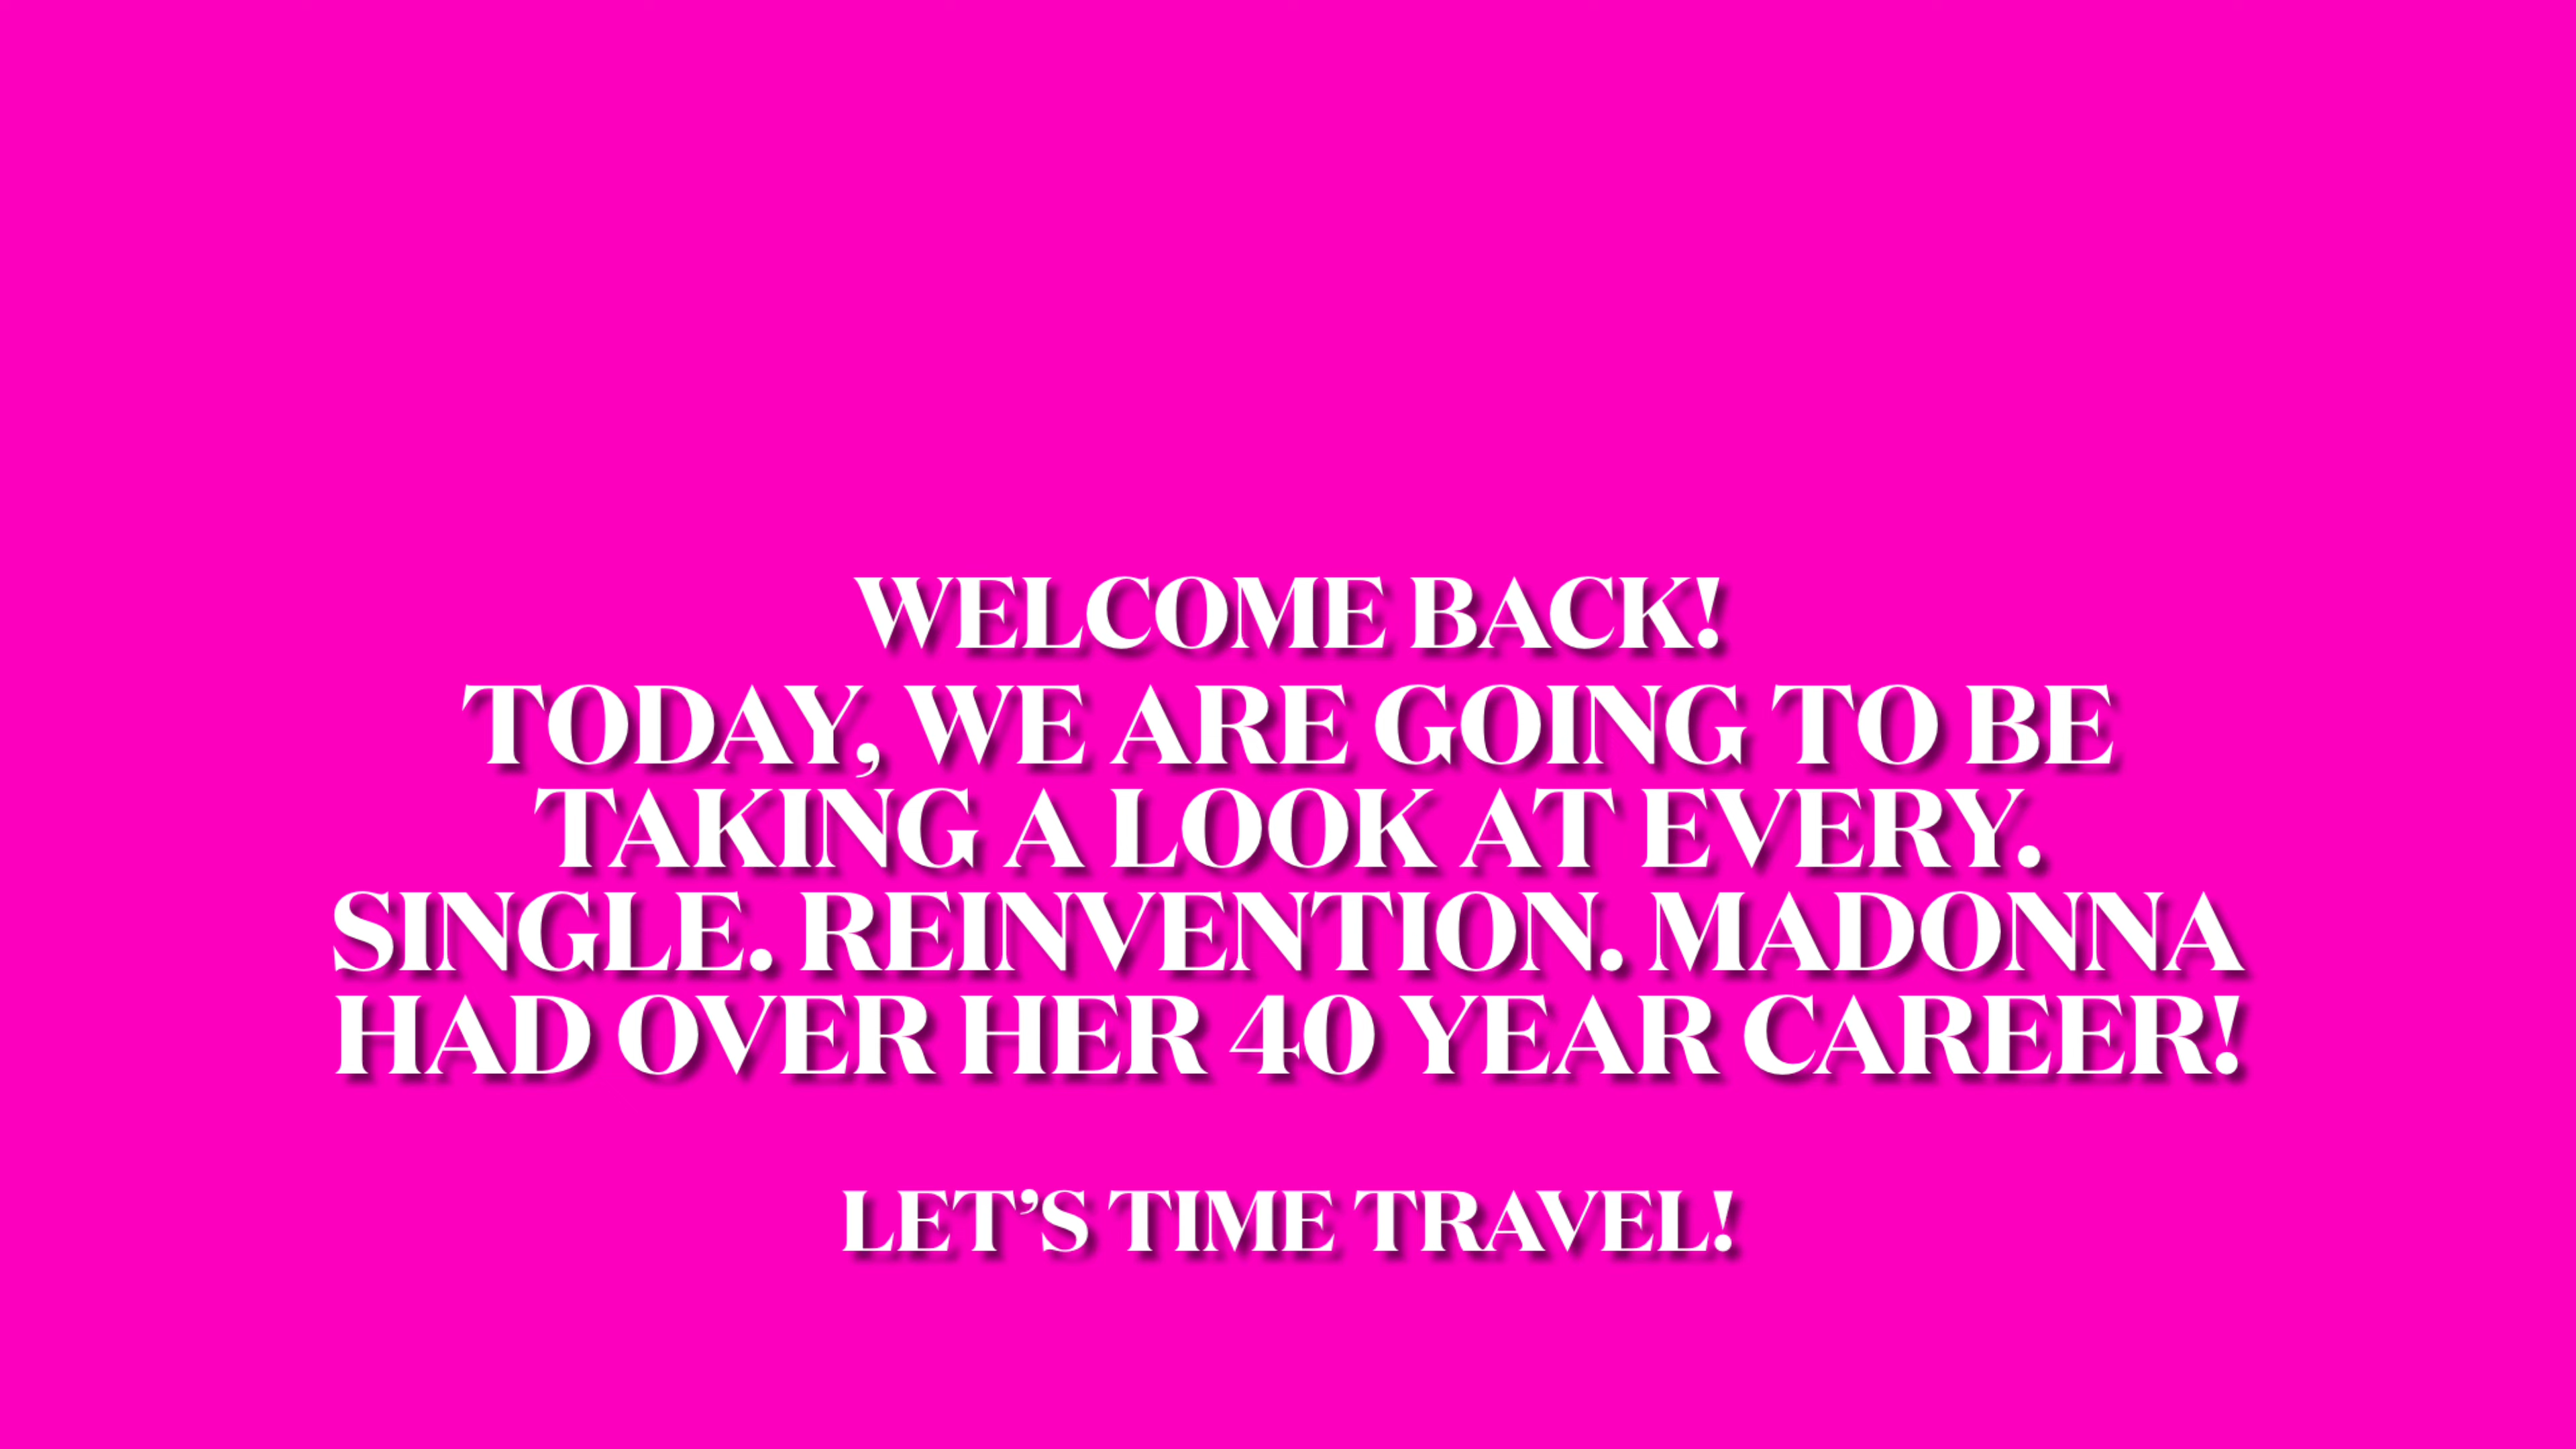 WELCOME BACK!
TODAY, WE ARE GOING TO BE
TAKING A LOOK AT EVERY.
SINGLE. REINVENTION. MADONNA
HAD OVER HER 40 YEAR CAREER!
LET’S TIME TRAVEL!